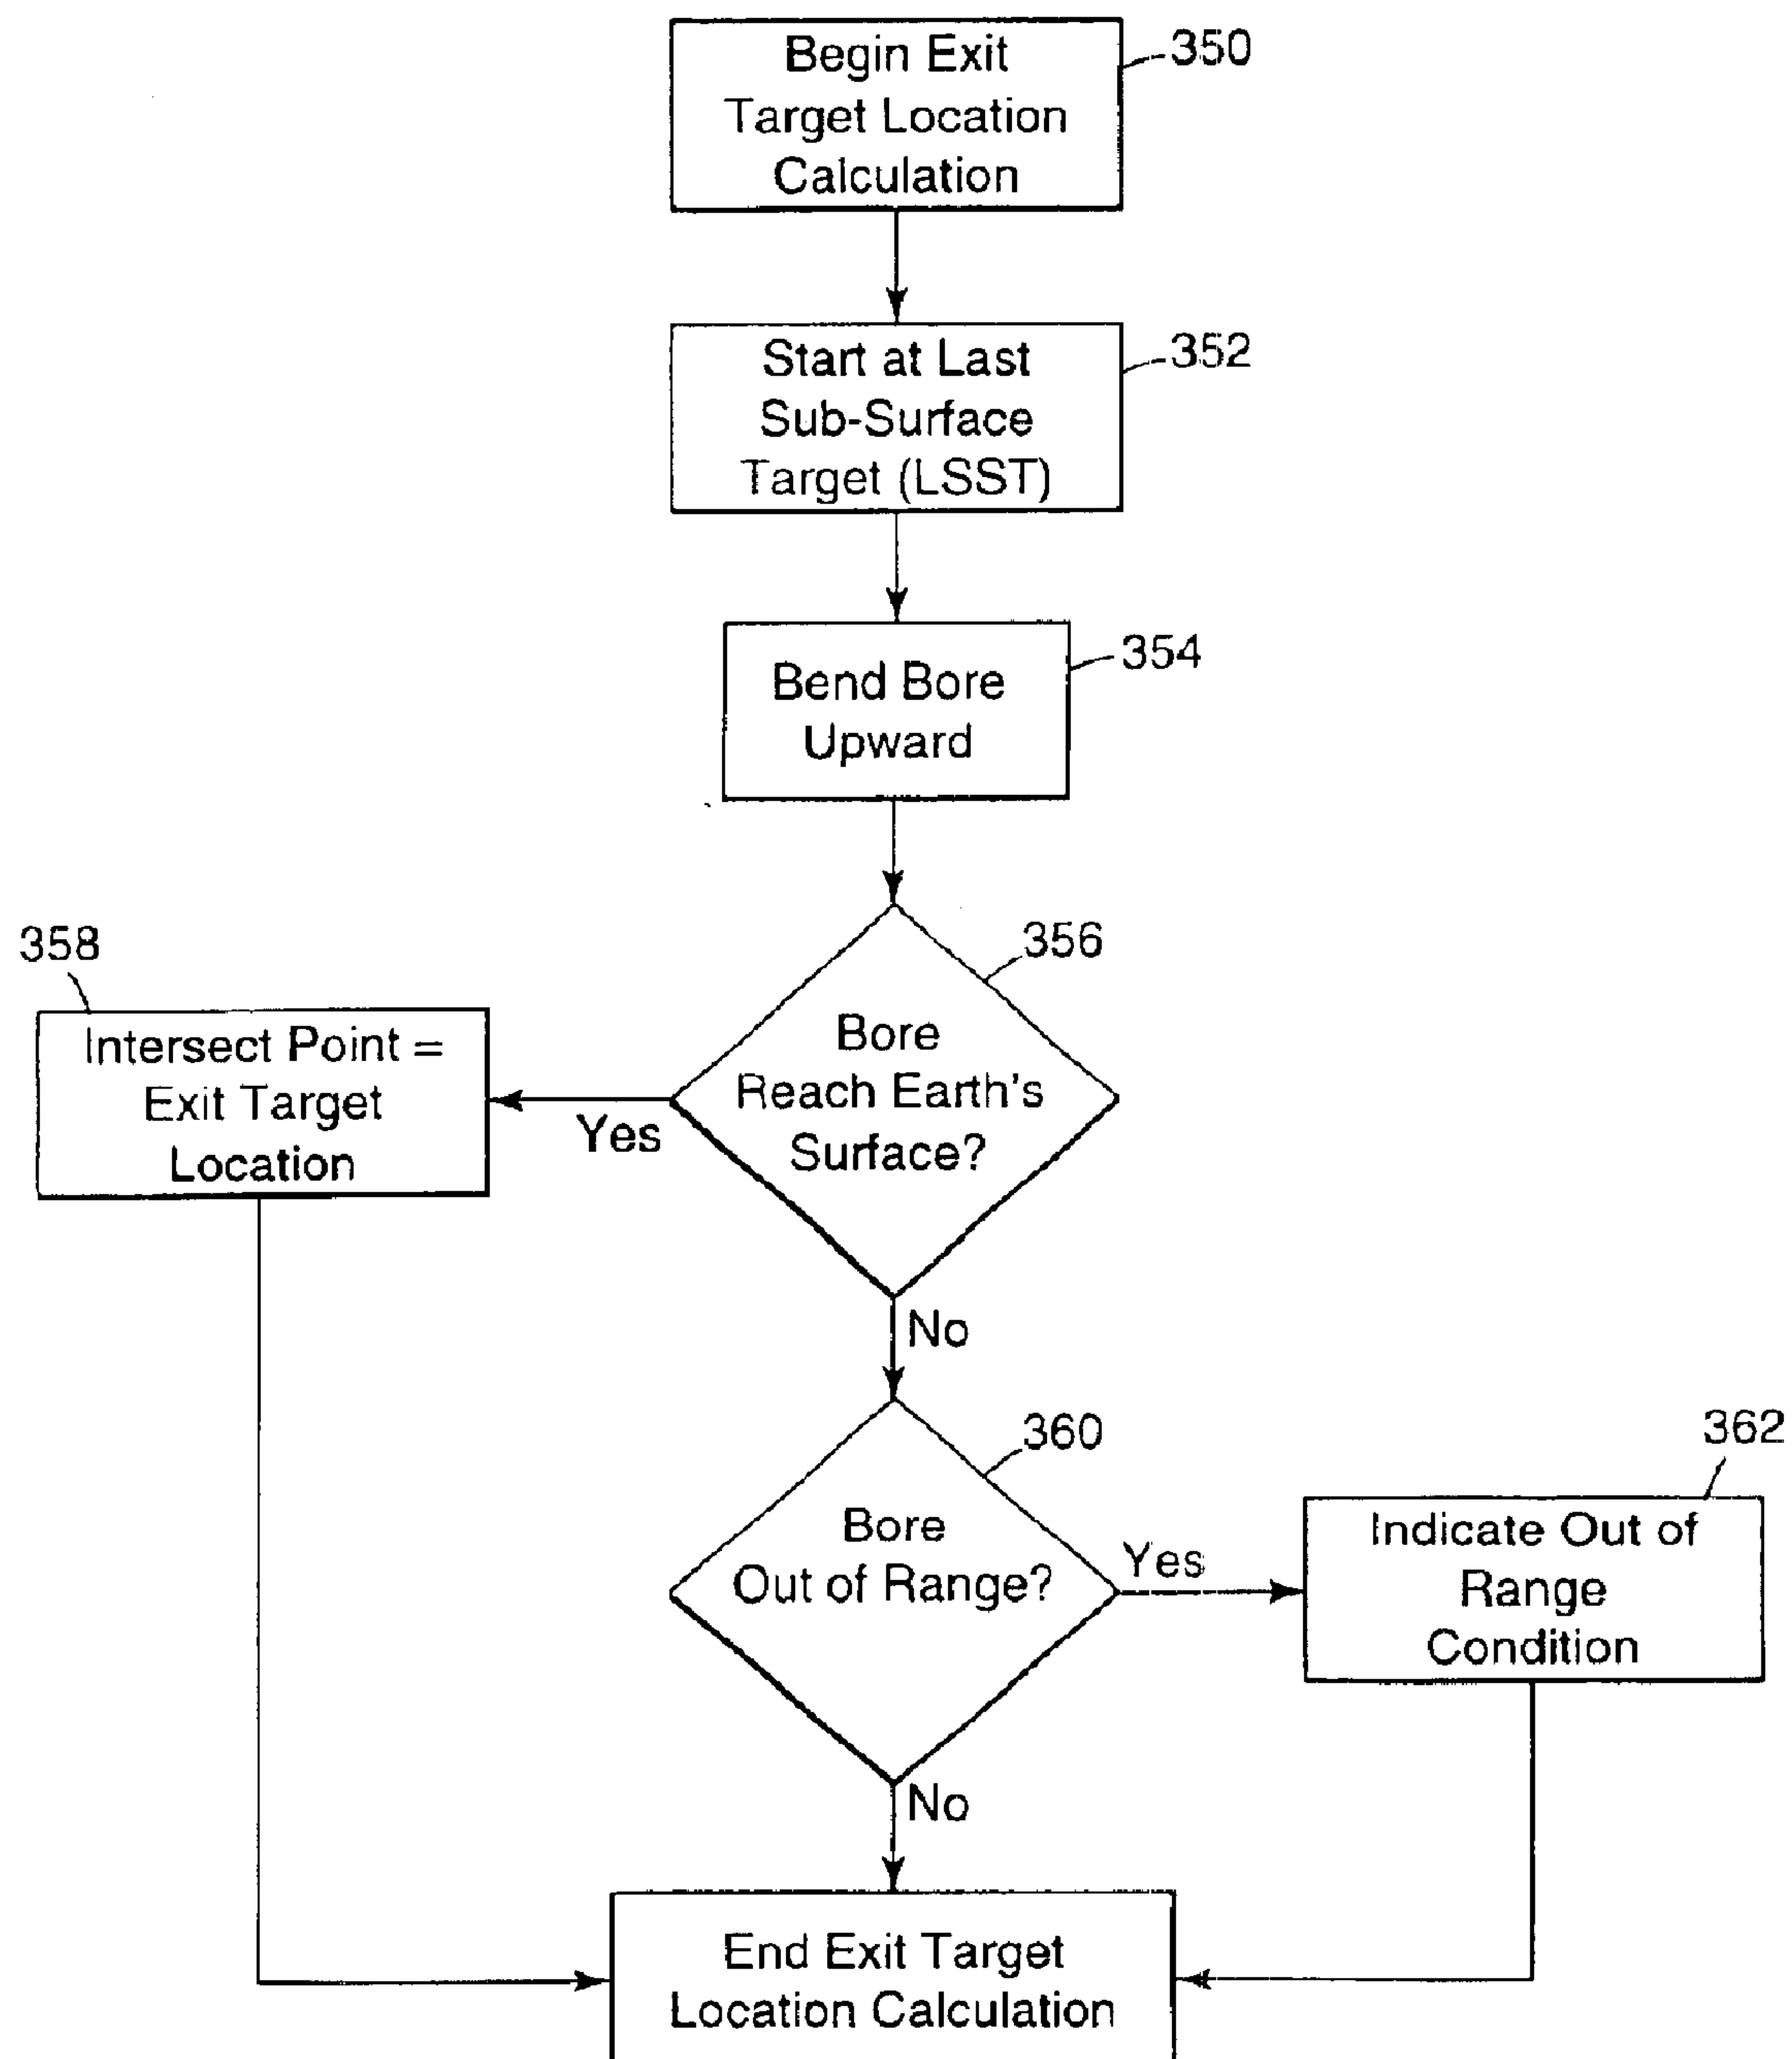 Begin Exit
Target Location
Calculation
350
Start at Last
Sub-Surface
Target (LSST)
352
Bend Bore
Upward
354
358
Intersect Point =
Exit Target
Location
356
Bore
Reach Earth's
Surface?
Yes
No
360
Bore
Out of Range?
Yes
362
Indicate Out of
Range
Condition
No
End Exit Target
Location Calculation